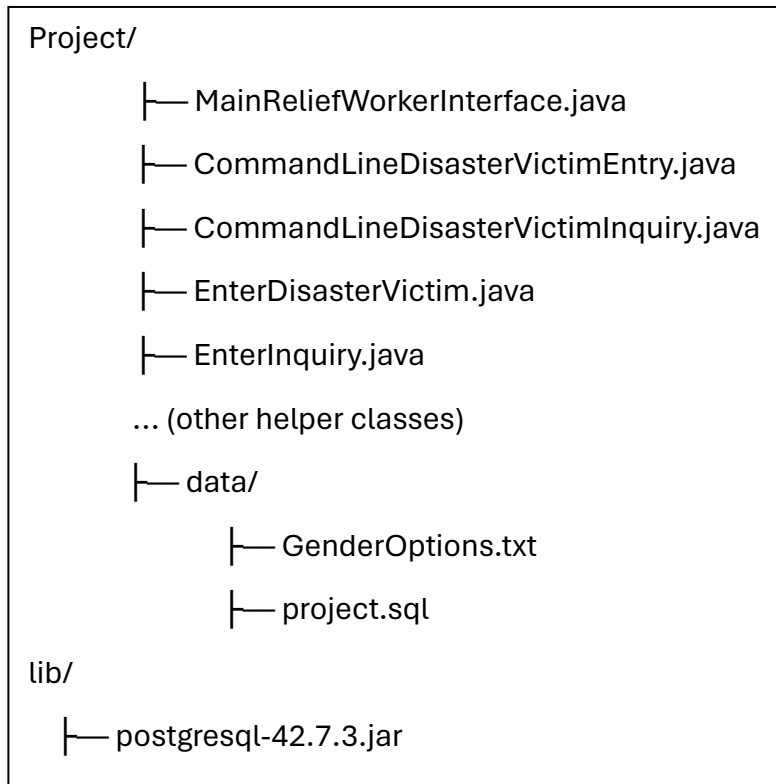 Project/
├── MainReliefWorkerInterface.java
├── CommandLineDisasterVictimEntry.java
├── CommandLineDisasterVictimInquiry.java
├── EnterDisasterVictim.java
├── EnterInquiry.java
... (other helper classes)
├── data/
├── GenderOptions.txt
├── project.sql
lib/
├── postgresql-42.7.3.jar